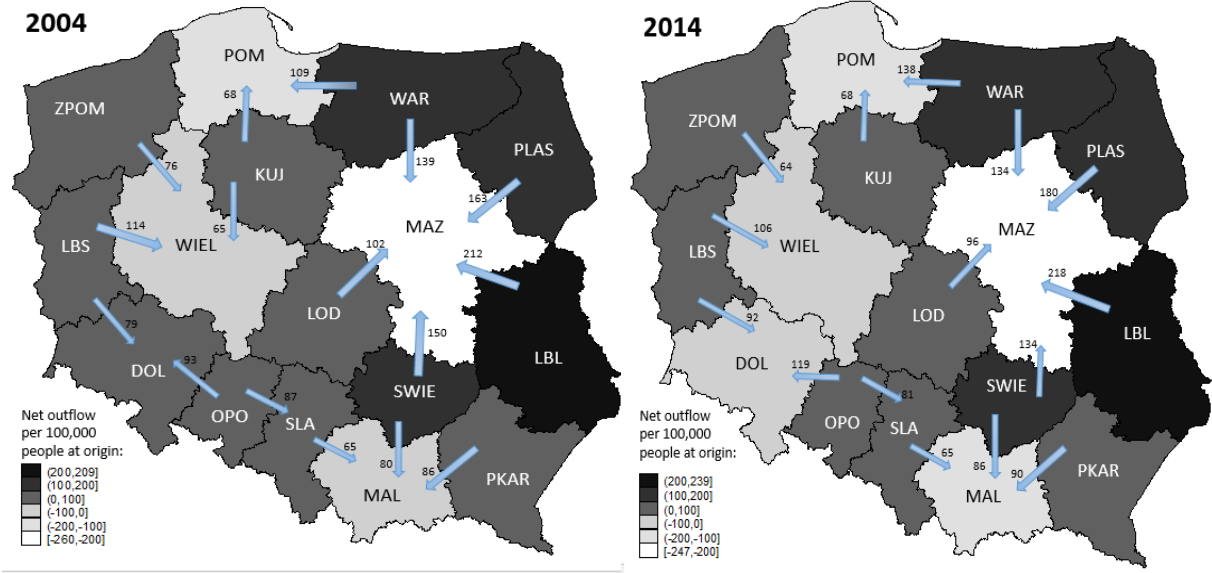 2004
POM
109
68
WAR
ZPOM
139
PLAS
76
KUJ
163
114
65
MAZ
LBS
WIEL
102
212
79
LOD
150
93
DOL
LBL
87
SWIE
OPO
SLA
65
80
86
PKAR
MAL
Net outflow
per 100,000
people at origin:
(200,209]
(100,200]
(0,100]
(-100,0]
(-200,-100]
[-260,-200]
2014
POM
138
68
WAR
ZPOM
134
PLAS
64
KUJ
180
106
MAZ
LBS
WIEL
96
218
92
LOD
DOL
134
LBL
119
SWIE
81
OPO
SLA
65
86
90
PKAR
MAL
Net outflow
per 100,000
people at origin:
(200,239]
(100,200]
(0,100]
(-100,0]
(-200,-100]
[-247,-200]